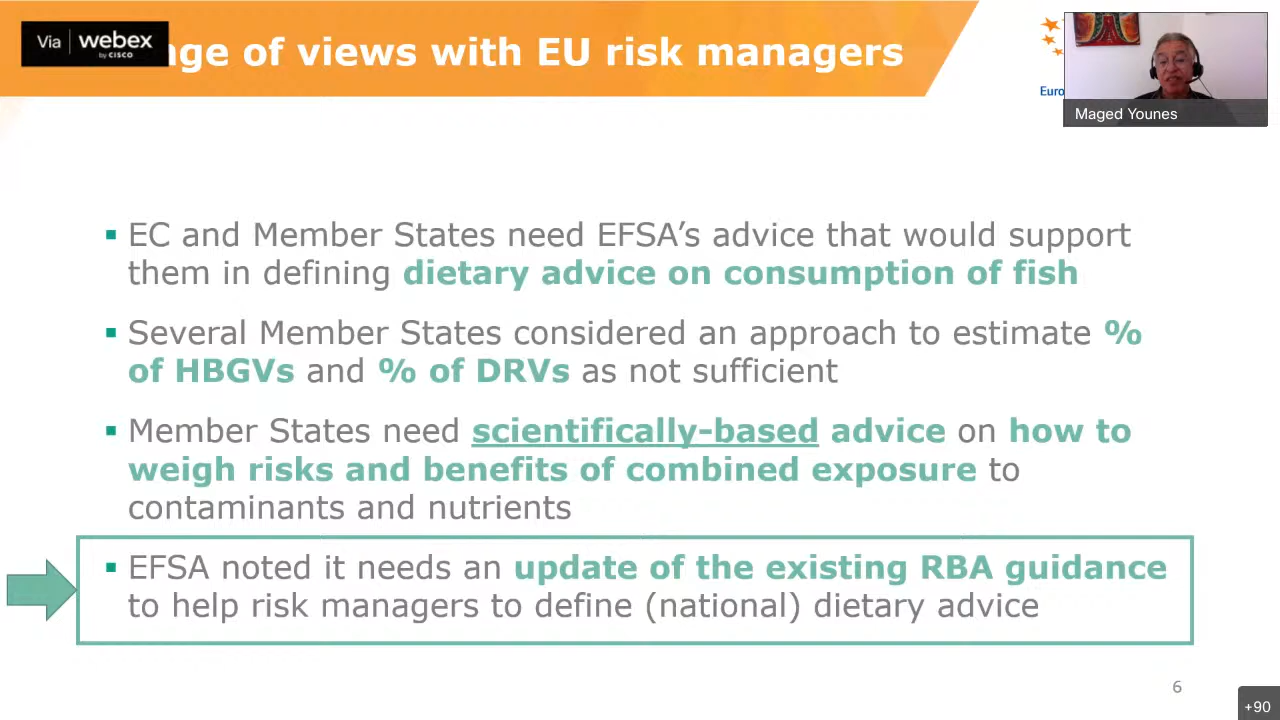 Via webex
by CISCO
age of views with EU risk managers
Euro
Maged Younes
▪ EC and Member States need EFSA’s advice that would support
them in defining dietary advice on consumption of fish
▪ Several Member States considered an approach to estimate %
of HBGVs and % of DRVs as not sufficient
▪ Member States need scientifically-based advice on how to
weigh risks and benefits of combined exposure to
contaminants and nutrients
▪ EFSA noted it needs an update of the existing RBA guidance
to help risk managers to define (national) dietary advice
6
+90